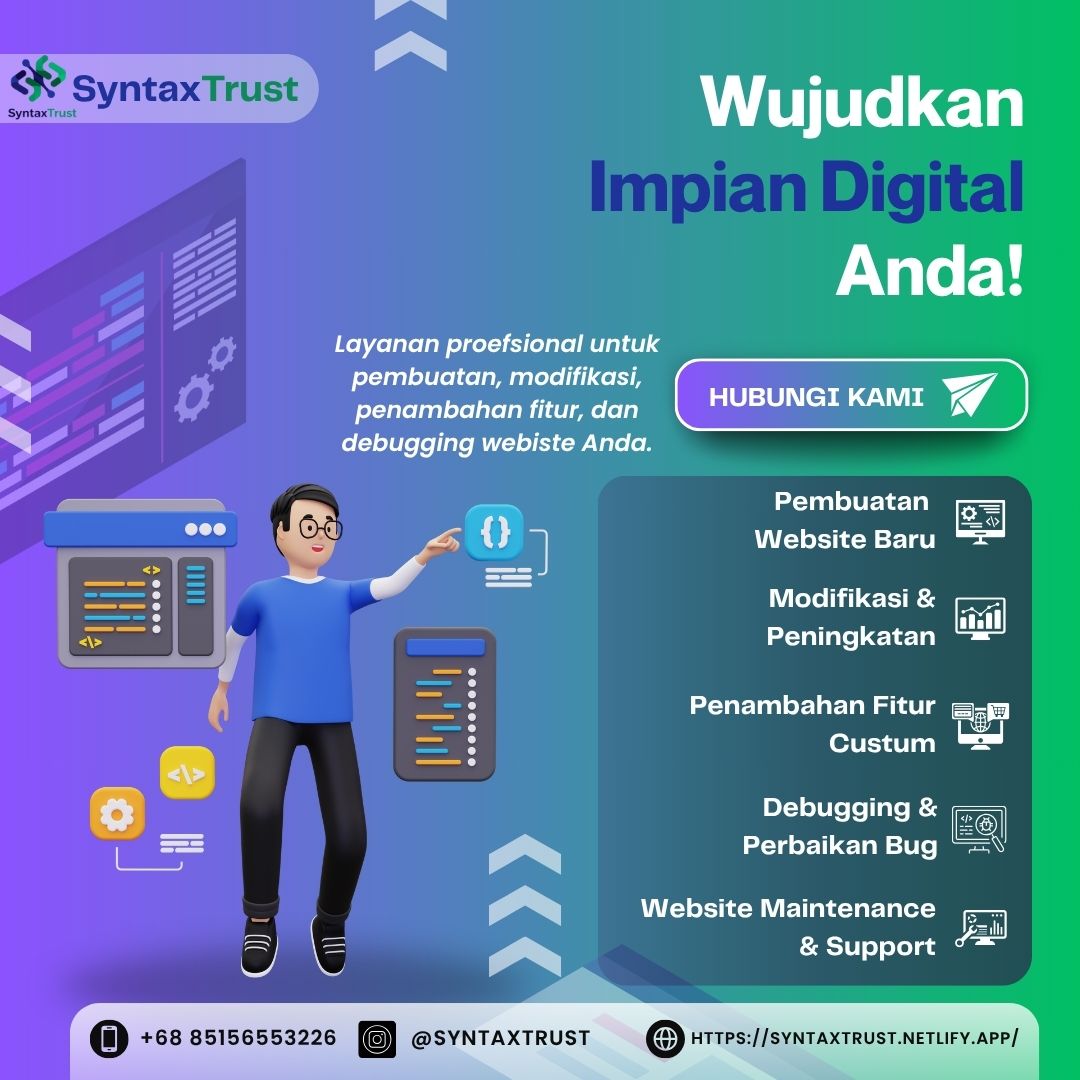 SyntaxTrust
SyntaxTrust
Wujudkan
Impian Digital
Anda!
Layanan proefsional untuk
pembuatan, modifikasi,
penambahan fitur, dan
debugging webiste Anda.
HUBUNGI KAMI
Pembuatan
Website Baru
Modifikasi &
Peningkatan
Penambahan Fitur
Custum
Debugging &
Perbaikan Bug
Website Maintenance
& Support
+68 85156553226
@SYNTAXTRUST
HTTPS://SYNTAXTRUST.NETLIFY.APP/